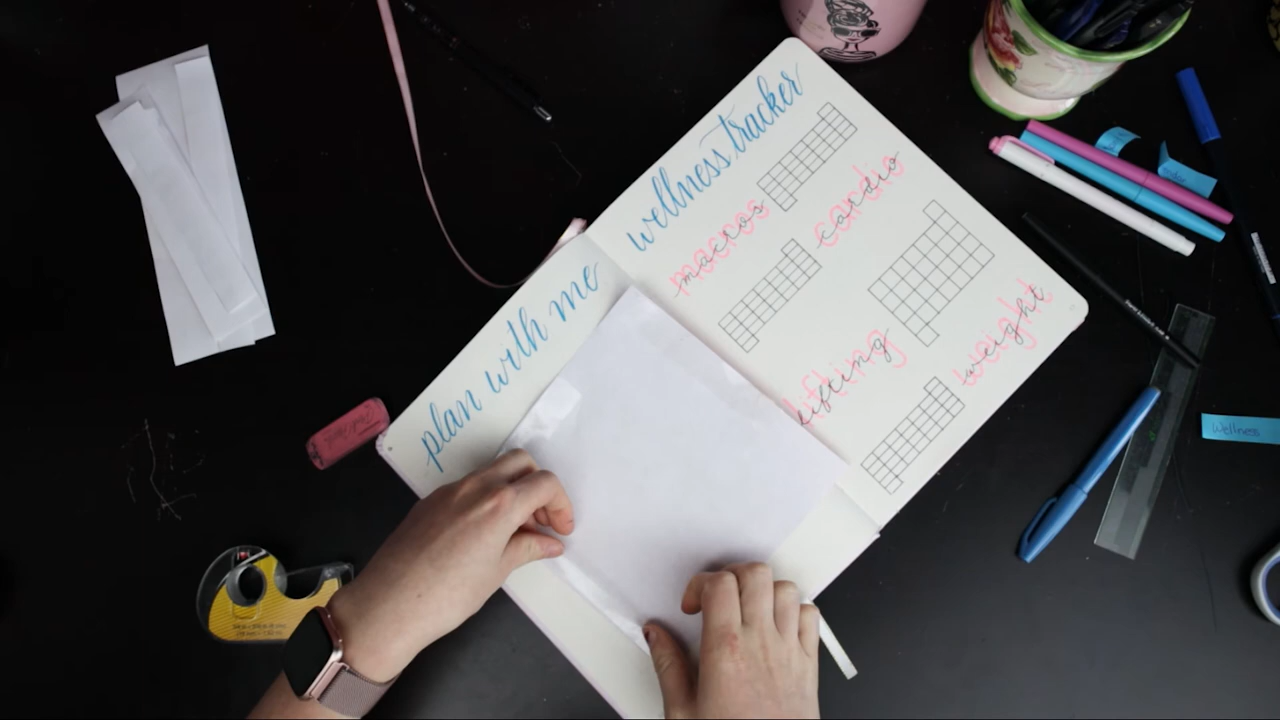 plan with me
wellness tracker
macros
cardio
lifting
weight
Wellness